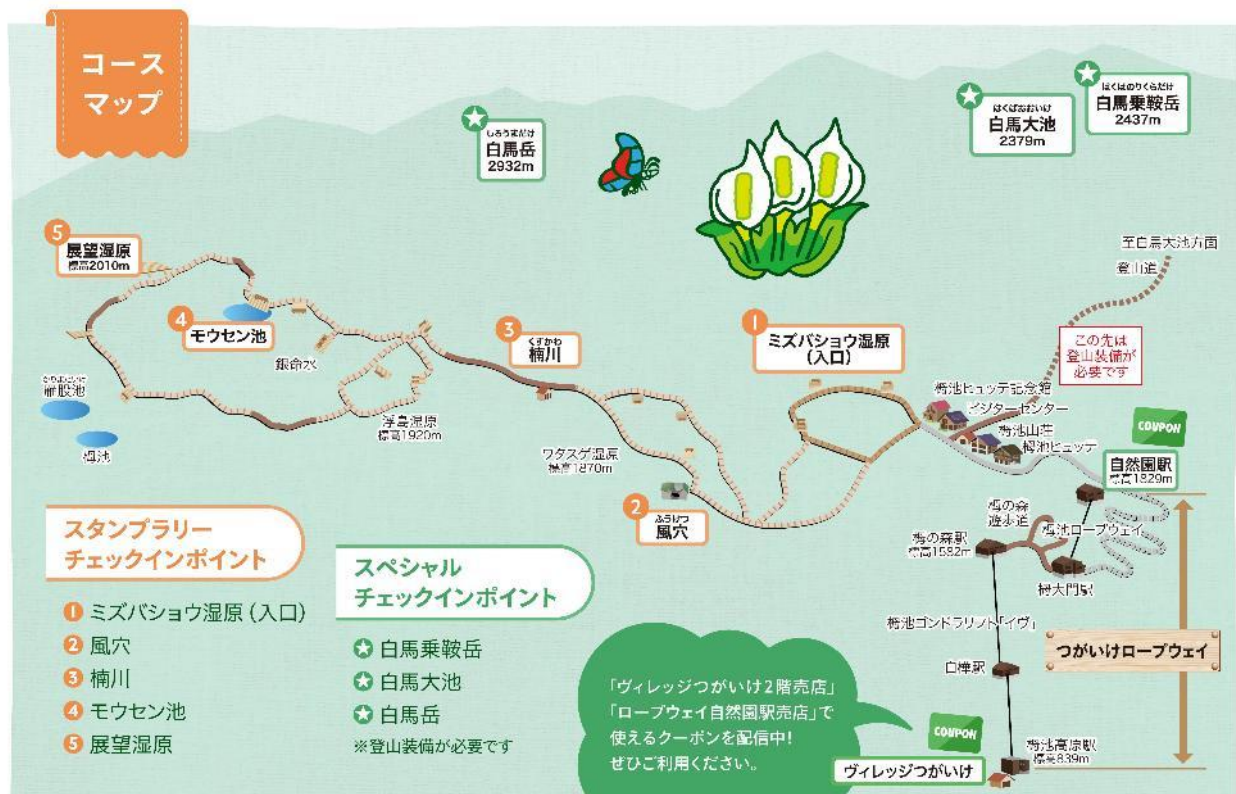 コース
マップ
しろうまだけ
白馬岳
2932m
はくばおおいけ
白馬大池
2379m
はくばのりくらだけ
白馬乗鞍岳
2437m
至白馬大池方面
登山道
この先は
登山装備が
必要です
5
展望湿原
標高2010m
4
モウセン池
銀命水
3
くすかわ
楠川
1
ミズバショウ湿原
(入口)
栂池ヒュッテ記念館
ビジターセンター
栂池山荘
栂池ヒュッテ
COUPON
自然園駅
標高1829m
雁股池
栂池
浮島湿原
標高1920m
ワタスゲ湿原
標高1870m
2
ふうけつ
風穴
栂の森
遊歩道
栂池ロープウェイ
栂の森駅
標高1582m
栂大門駅
栂池ゴンドラリフト「イヴ」
白樺駅
つがいけロープウェイ
栂池高原駅
標高839m
COUPON
ヴィレッジつがいけ
スタンプラリー
チェックインポイント
1 ミズバショウ湿原(入口)
2 風穴
3 楠川
4 モウセン池
5 展望湿原
スペシャル
チェックインポイント
白馬乗鞍岳
白馬大池
白馬岳
※登山装備が必要です
「ヴィレッジつがいけ2階売店」
「ロープウェイ自然園駅売店」で
使えるクーポンを配信中!
ぜひご利用ください。